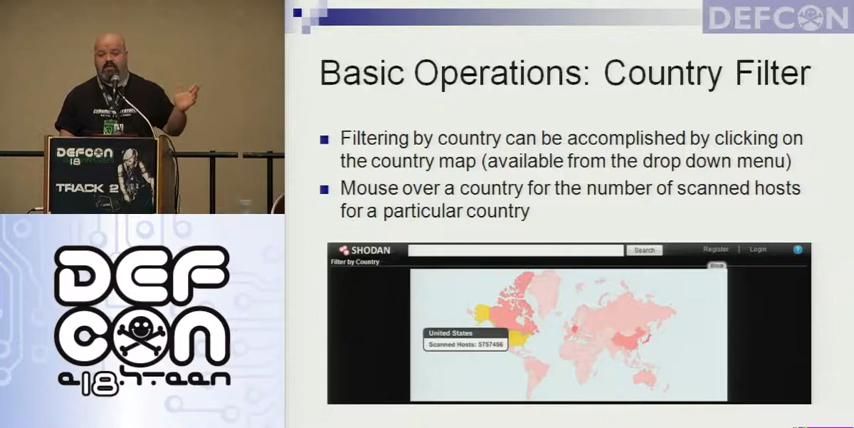 DEFCON
Basic Operations: Country Filter
Filtering by country can be accomplished by clicking on
the country map (available from the drop down menu)
Mouse over a country for the number of scanned hosts
for a particular country
SHODAN
Search
Register
Login
?
Filter by Country
United States
Scanned Hosts: 5757456
DEFCON
18
TRACK 2
DEF
CON
e18hteen